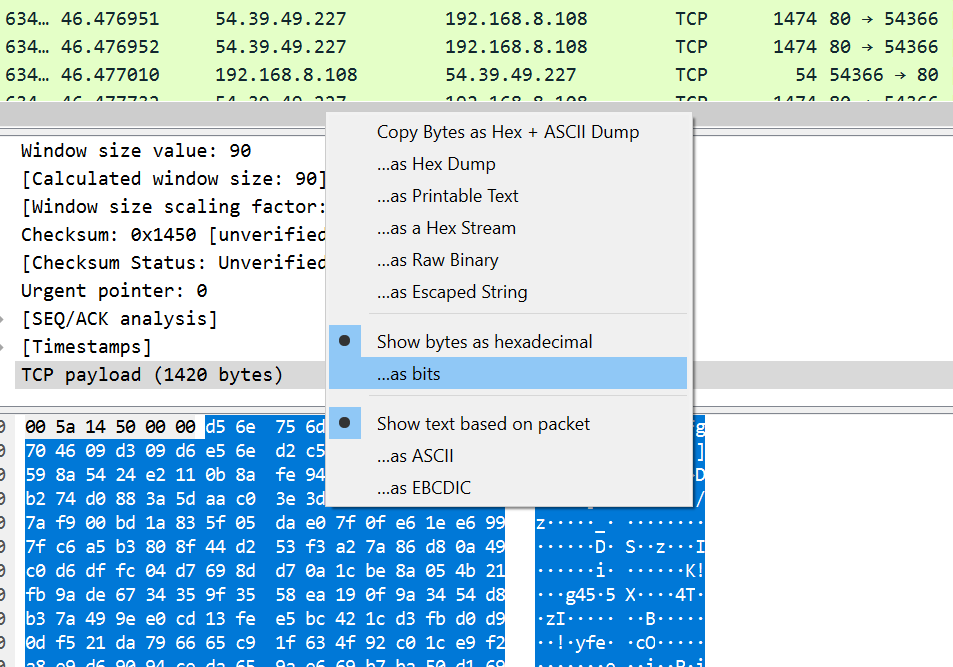 634… 46.476951 54.39.49.227 192.168.8.108 TCP 1474 80 → 54366
634… 46.476952 54.39.49.227 192.168.8.108 TCP 1474 80 → 54366
634… 46.477010 192.168.8.108 54.39.49.227 TCP 54 54366 → 80
634… 46.477732 54.39.49.227 192.168.8.108 TCP 1474 80 → 54366
Window size value: 90
[Calculated window size: 90]
[Window size scaling factor:
Checksum: 0x1450 [unverified
[Checksum Status: Unverified
Urgent pointer: 0
[SEQ/ACK analysis]
[Timestamps]
TCP payload (1420 bytes)
Copy Bytes as Hex + ASCII Dump
...as Hex Dump
...as Printable Text
...as a Hex Stream
...as Raw Binary
...as Escaped String
Show bytes as hexadecimal
...as bits
Show text based on packet
...as ASCII
...as EBCDIC
0 00 5a 14 50 00 00 d5 6e 75 6d g
0 70 46 09 d3 09 d6 e5 6e d2 c5 ]
0 59 8a 54 24 e2 11 0b 8a fe 94 D
0 b2 74 d0 88 3a 5d aa c0 3e 3d /
0 7a f9 00 bd 1a 83 5f 05 da e0 7f 0f e6 1e e6 99 z·····_· ········
0 7f c6 a5 b3 80 8f 44 d2 53 f3 a2 7a 86 d8 0a 49 ······D· S··z···I
0 c0 d6 df fc 04 d7 69 8d d7 0a 1c be 8a 05 4b 21 ······i· ······K!
0 fb 9a de 67 34 35 9f 35 58 ea 19 0f 9a 34 54 d8 ···g45·5 X····4T·
0 b3 7a 49 9e e0 cd 13 fe e5 bc 42 1c d3 fb d0 d9 ·zI····· ··B·····
0 0d f5 21 da 79 66 65 c9 1f 63 4f 92 c0 1c e9 f2 ··!·yfe· ·cO·····